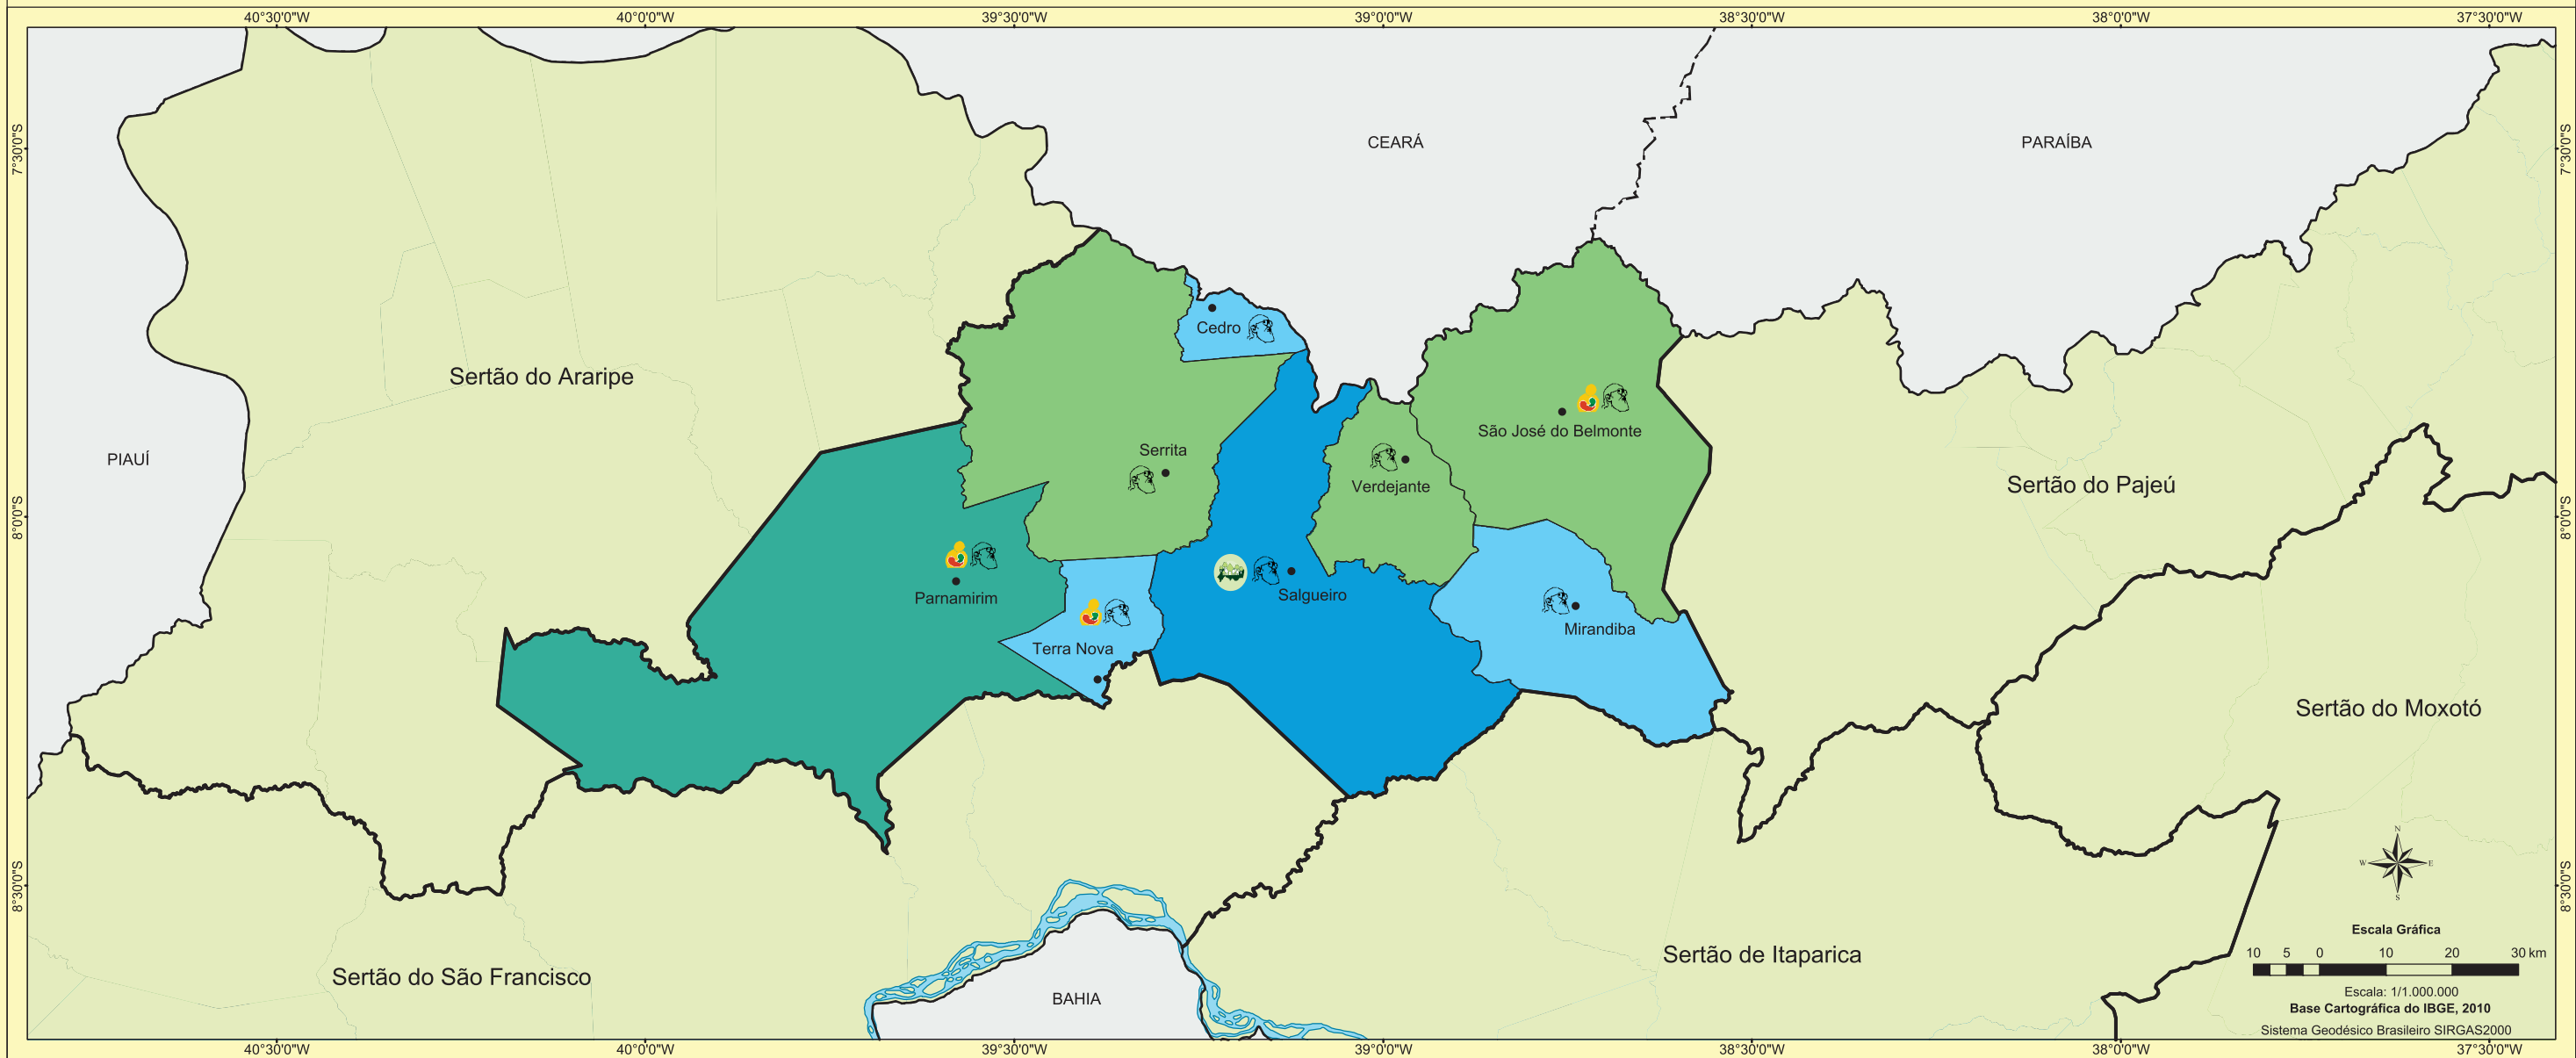 40°30'0"W 40°0'0"W 39°30'0"W 39°0'0"W 38°30'0"W 38°0'0"W 37°30'0"W
7°30'0"S
7°30'0"S
CEARÁ
PARAÍBA
Cedro
Sertão do Araripe
São José do Belmonte
Serrita
PIAUÍ
Verdejante
Sertão do Pajeú
8°0'0"S
8°0'0"S
Parnamirim
Salgueiro
Mirandiba
Terra Nova
Sertão do Moxotó
N
W
E
S
8°30'0"S
8°30'0"S
Escala Gráfica
Sertão de Itaparica
10 5 0 10 20 30 km
Sertão do São Francisco
Escala: 1/1.000.000
BAHIA
Base Cartográfica do IBGE, 2010
Sistema Geodésico Brasileiro SIRGAS2000
40°30'0"W 40°0'0"W 39°30'0"W 39°0'0"W 38°30'0"W 38°0'0"W 37°30'0"W